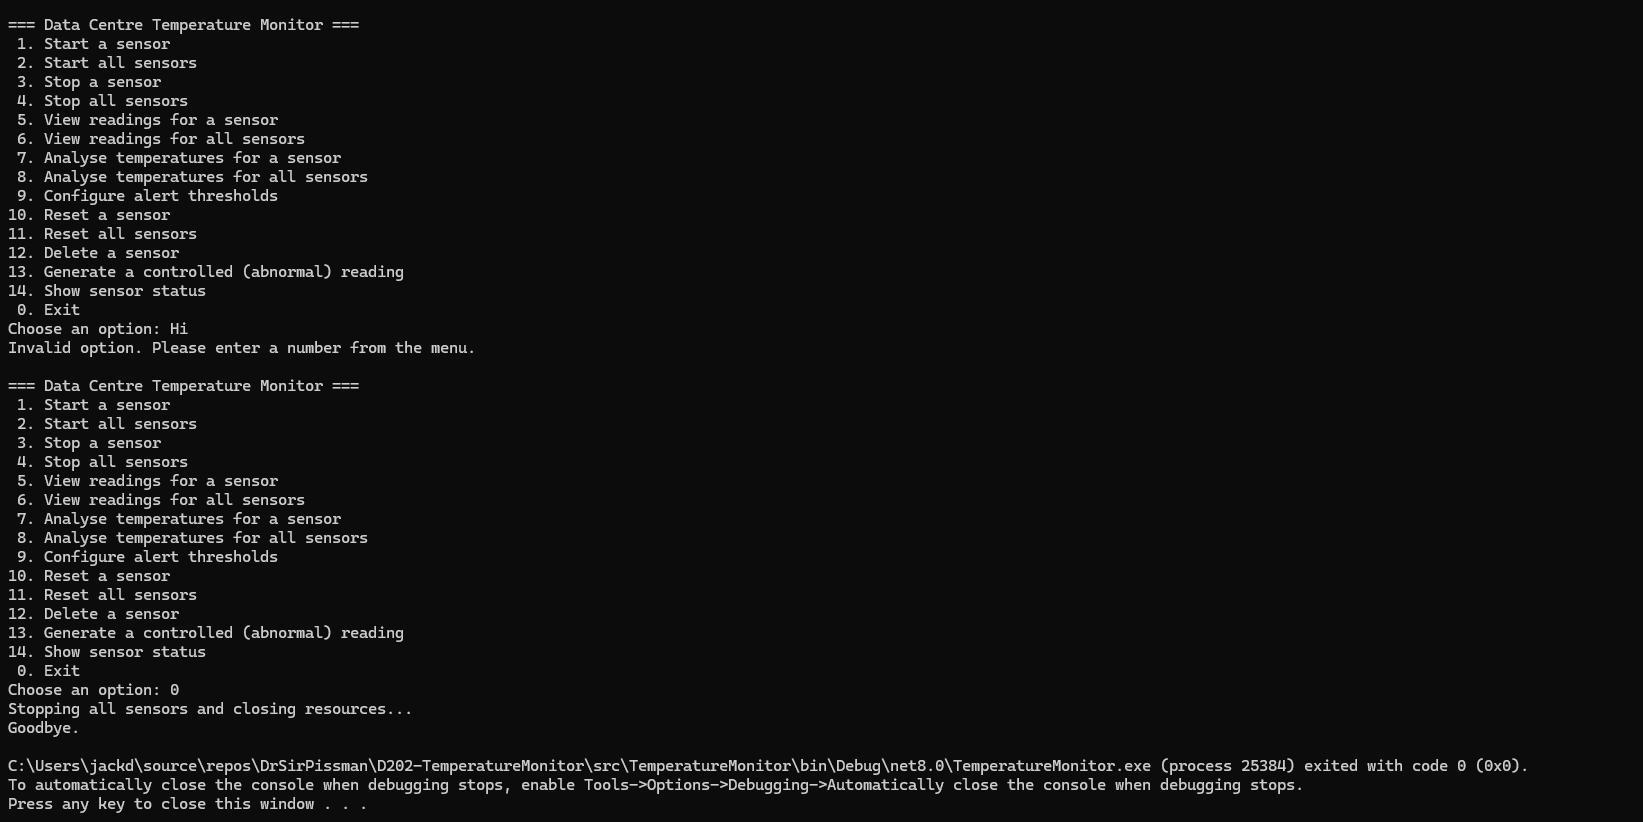 === Data Centre Temperature Monitor ===
 1. Start a sensor
 2. Start all sensors
 3. Stop a sensor
 4. Stop all sensors
 5. View readings for a sensor
 6. View readings for all sensors
 7. Analyse temperatures for a sensor
 8. Analyse temperatures for all sensors
 9. Configure alert thresholds
10. Reset a sensor
11. Reset all sensors
12. Delete a sensor
13. Generate a controlled (abnormal) reading
14. Show sensor status
 0. Exit
Choose an option: Hi
Invalid option. Please enter a number from the menu.

=== Data Centre Temperature Monitor ===
 1. Start a sensor
 2. Start all sensors
 3. Stop a sensor
 4. Stop all sensors
 5. View readings for a sensor
 6. View readings for all sensors
 7. Analyse temperatures for a sensor
 8. Analyse temperatures for all sensors
 9. Configure alert thresholds
10. Reset a sensor
11. Reset all sensors
12. Delete a sensor
13. Generate a controlled (abnormal) reading
14. Show sensor status
 0. Exit
Choose an option: 0
Stopping all sensors and closing resources...
Goodbye.

C:\Users\jackd\source\repos\DrSirPissman\D202-TemperatureMonitor\src\TemperatureMonitor\bin\Debug\net8.0\TemperatureMonitor.exe (process 25384) exited with code 0 (0x0).
To automatically close the console when debugging stops, enable Tools->Options->Debugging->Automatically close the console when debugging stops.
Press any key to close this window . . .